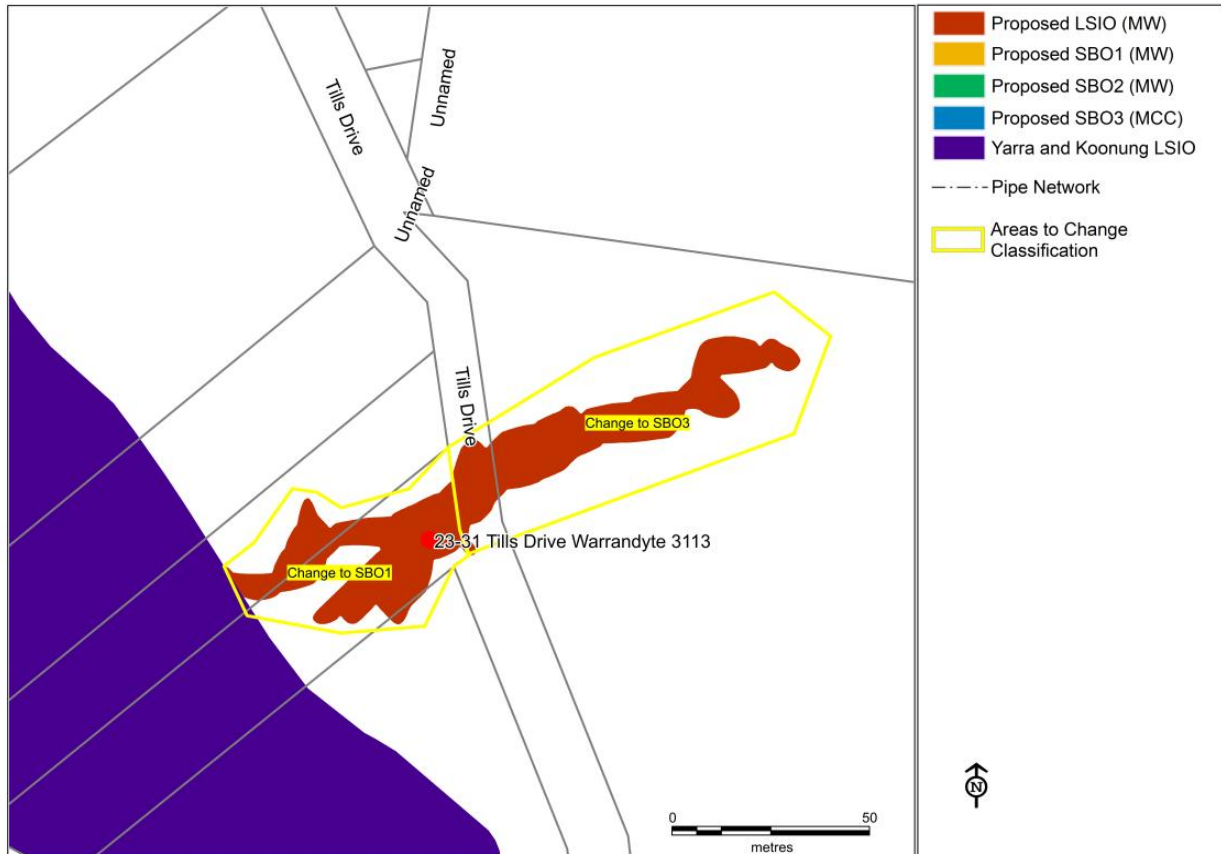 Tills Drive
Unnamed
Unnamed
Tills Drive
Change to SBO3
23-31 Tills Drive Warrandyte 3113
Change to SBO1
0
50
metres
Proposed LSIO (MW)
Proposed SBO1 (MW)
Proposed SBO2 (MW)
Proposed SBO3 (MCC)
Yarra and Koonung LSIO
Pipe Network
Areas to Change
Classification
N